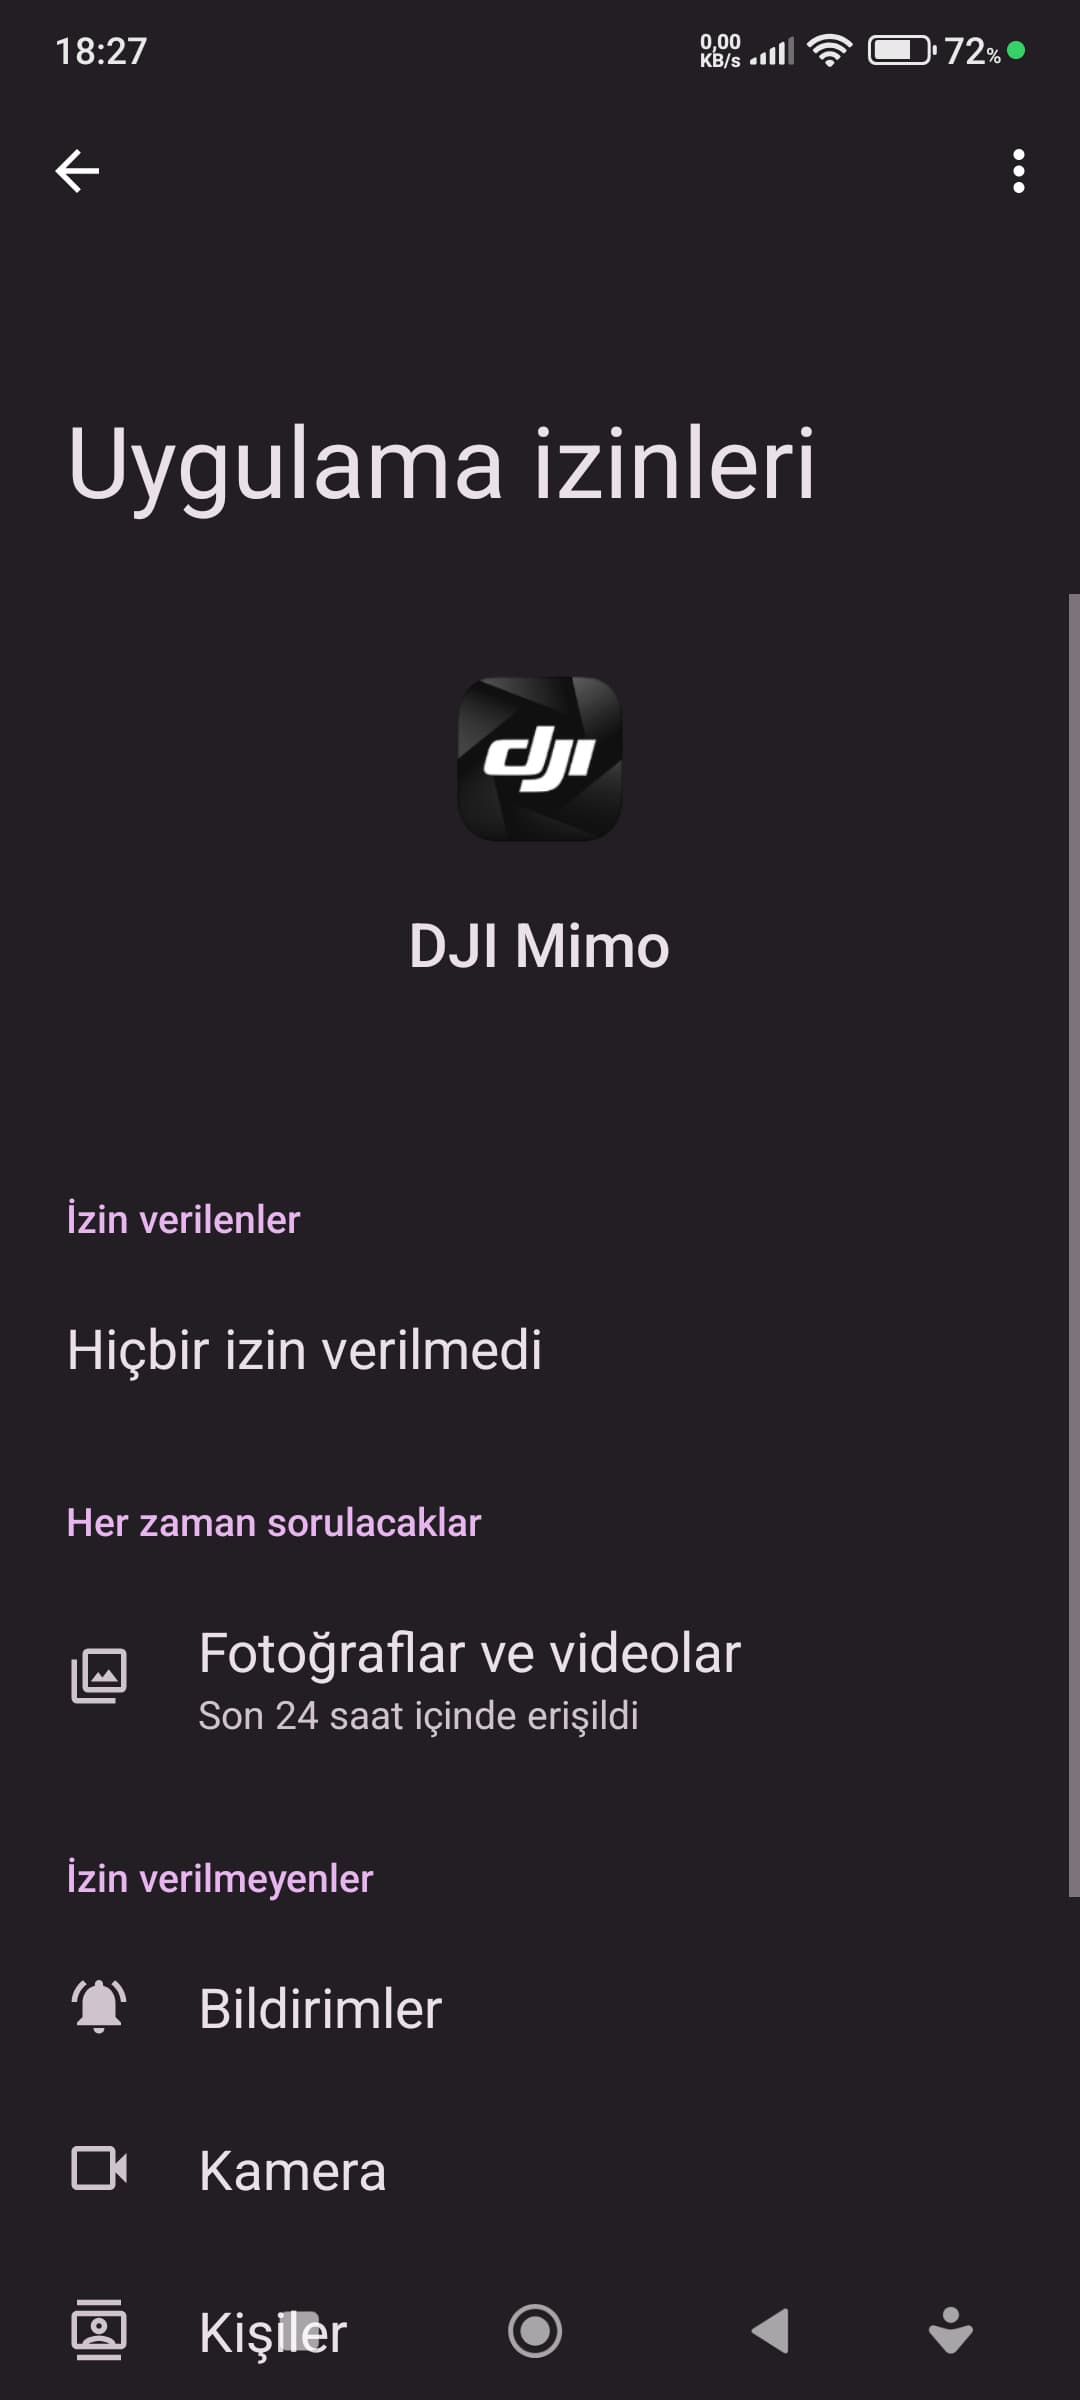 18:27
0,00
KB/s
72%
Uygulama izinleri
dji
DJI Mimo
İzin verilenler
Hiçbir izin verilmedi
Her zaman sorulacaklar
Fotoğraflar ve videolar
Son 24 saat içinde erişildi
İzin verilmeyenler
Bildirimler
Kamera
Kişiler